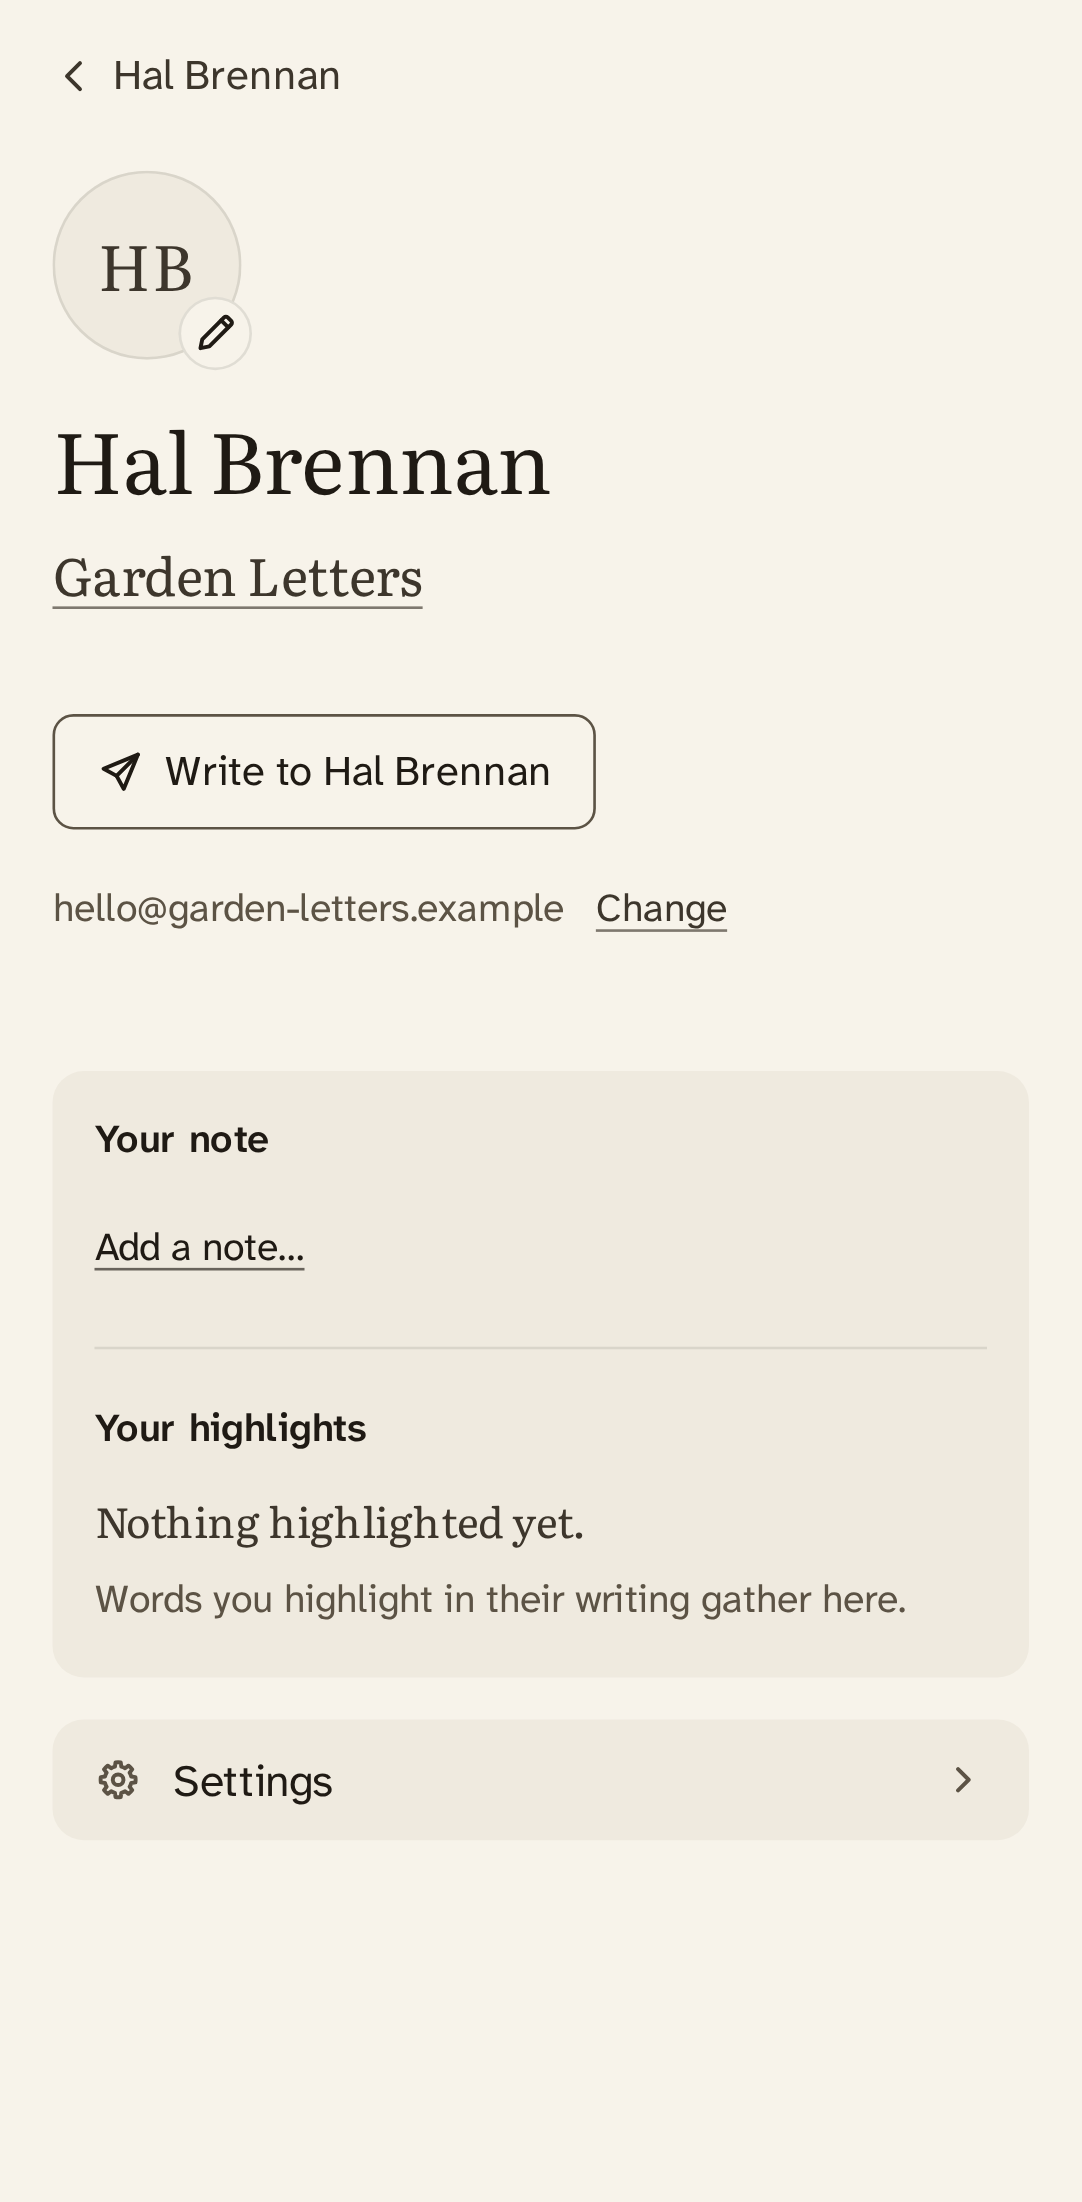 Hal Brennan
HB
Hal Brennan
Garden Letters
Write to Hal Brennan
hello@garden-letters.example Change
Your note
Add a note...
Your highlights
Nothing highlighted yet.
Words you highlight in their writing gather here.
Settings